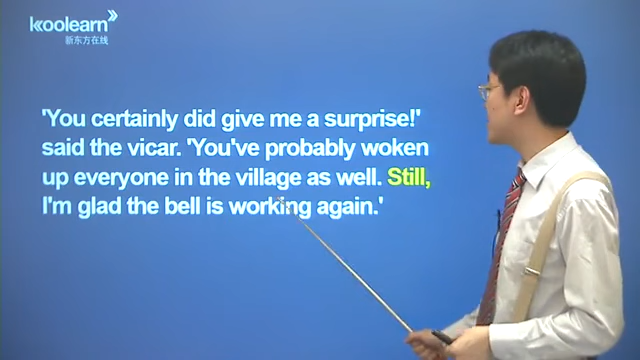 koolearn
新东方在线
'You certainly did give me a surprise!'
said the vicar. 'You've probably woken
up everyone in the village as well. Still,
I'm glad the bell is working again.'